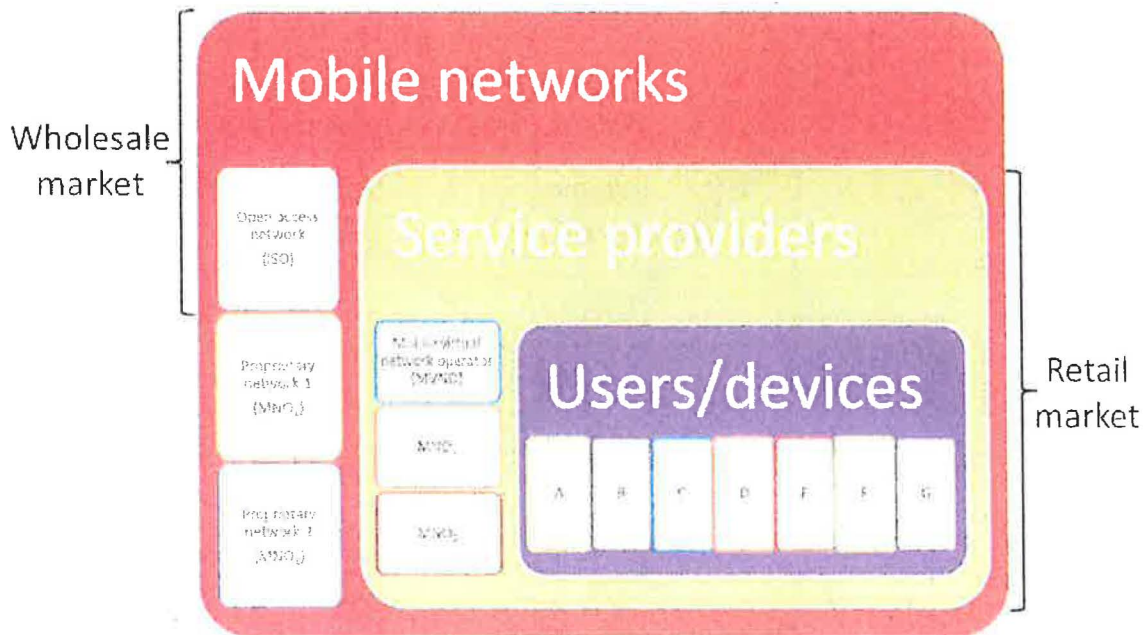 Mobile networks
Wholesale
market
Open access
network
(ISO)
Service providers
Proprietary
network 1
Mobile virtual
network operator
(MVNO)
Users/devices
Retail
market
A B C D E F G
Proprietary
network 1